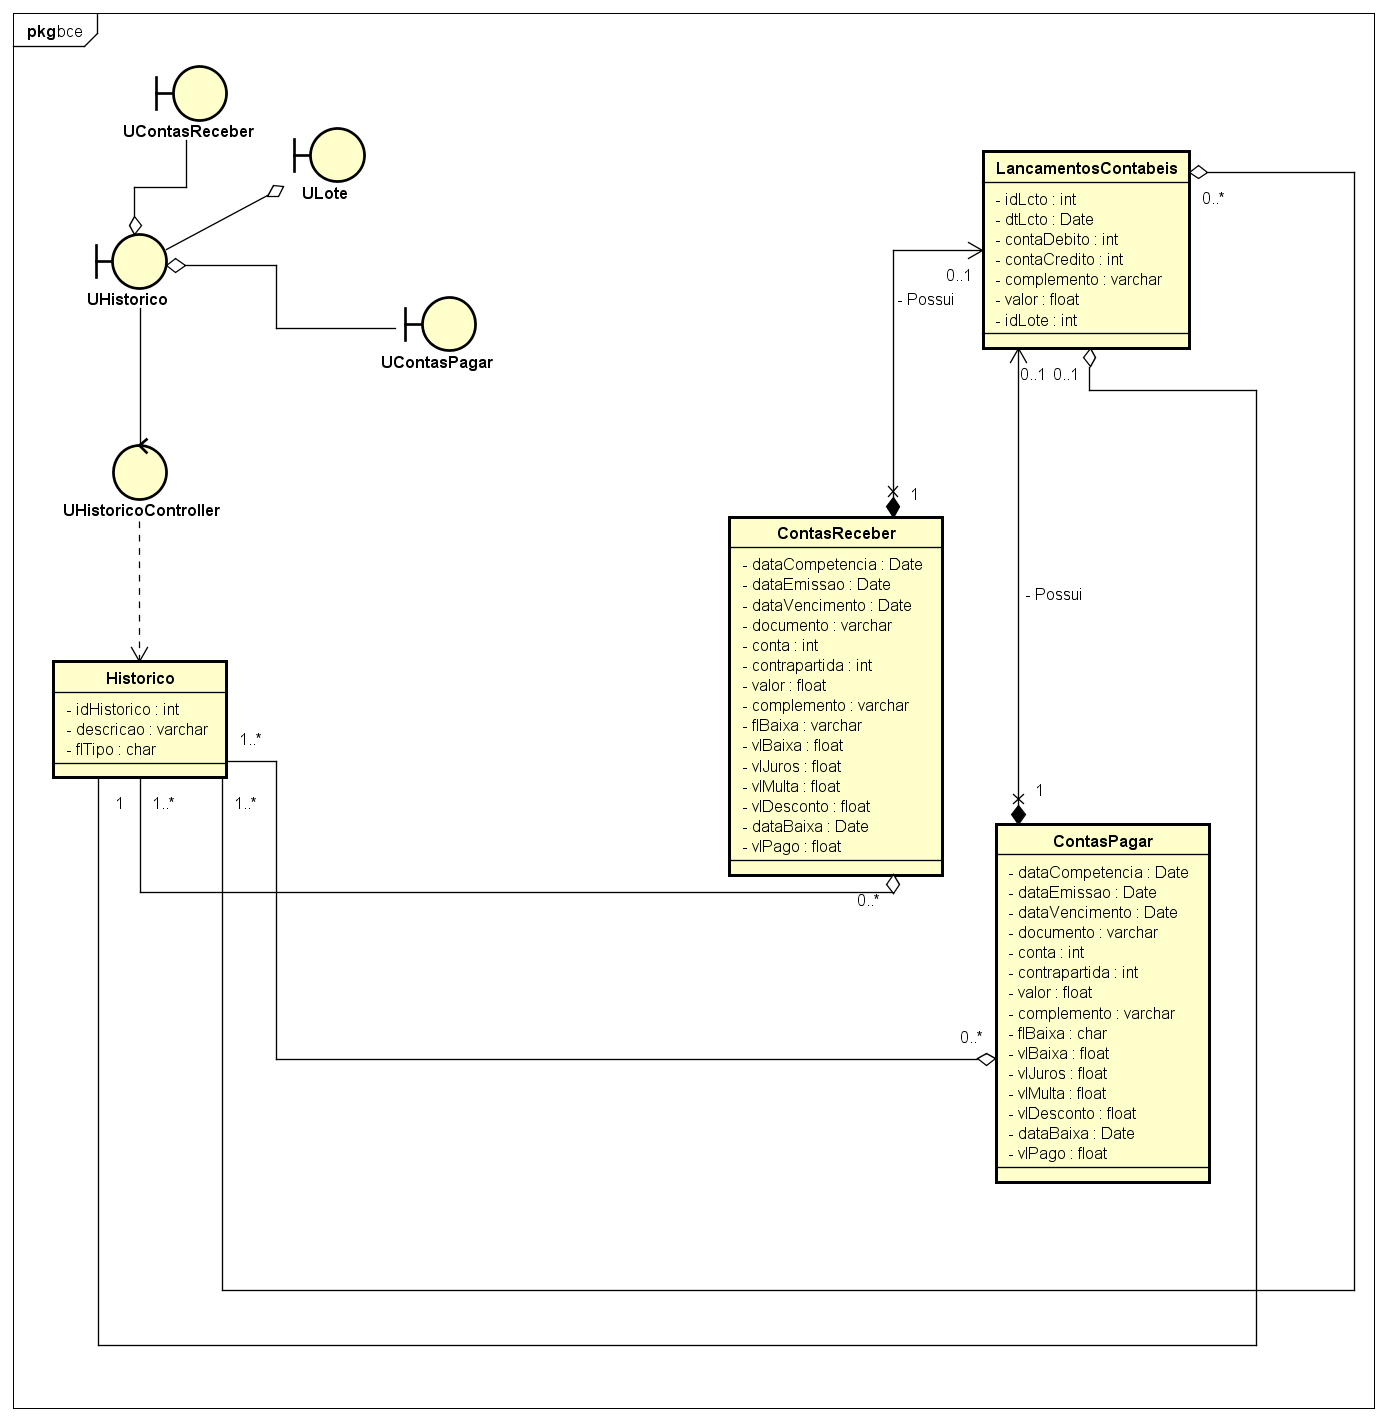 pkg bce
UContasReceber
ULote
UHistorico
UContasPagar
UHistoricoController
LancamentosContabeis
- idLcto : int
- dtLcto : Date
- contaDebito : int
- contaCredito : int
- complemento : varchar
- valor : float
- idLote : int
0..*
0..1
- Possui
0..1
0..1
1
ContasReceber
- dataCompetencia : Date
- dataEmissao : Date
- dataVencimento : Date
- documento : varchar
- conta : int
- contrapartida : int
- valor : float
- complemento : varchar
- flBaixa : varchar
- vlBaixa : float
- vlJuros : float
- vlMulta : float
- vlDesconto : float
- dataBaixa : Date
- vlPago : float
0..*
- Possui
Historico
- idHistorico : int
- descricao : varchar
- flTipo : char
1..*
1
1..*
1..*
1
ContasPagar
- dataCompetencia : Date
- dataEmissao : Date
- dataVencimento : Date
- documento : varchar
- conta : int
- contrapartida : int
- valor : float
- complemento : varchar
- flBaixa : char
- vlBaixa : float
- vlJuros : float
- vlMulta : float
- vlDesconto : float
- dataBaixa : Date
- vlPago : float
0..*